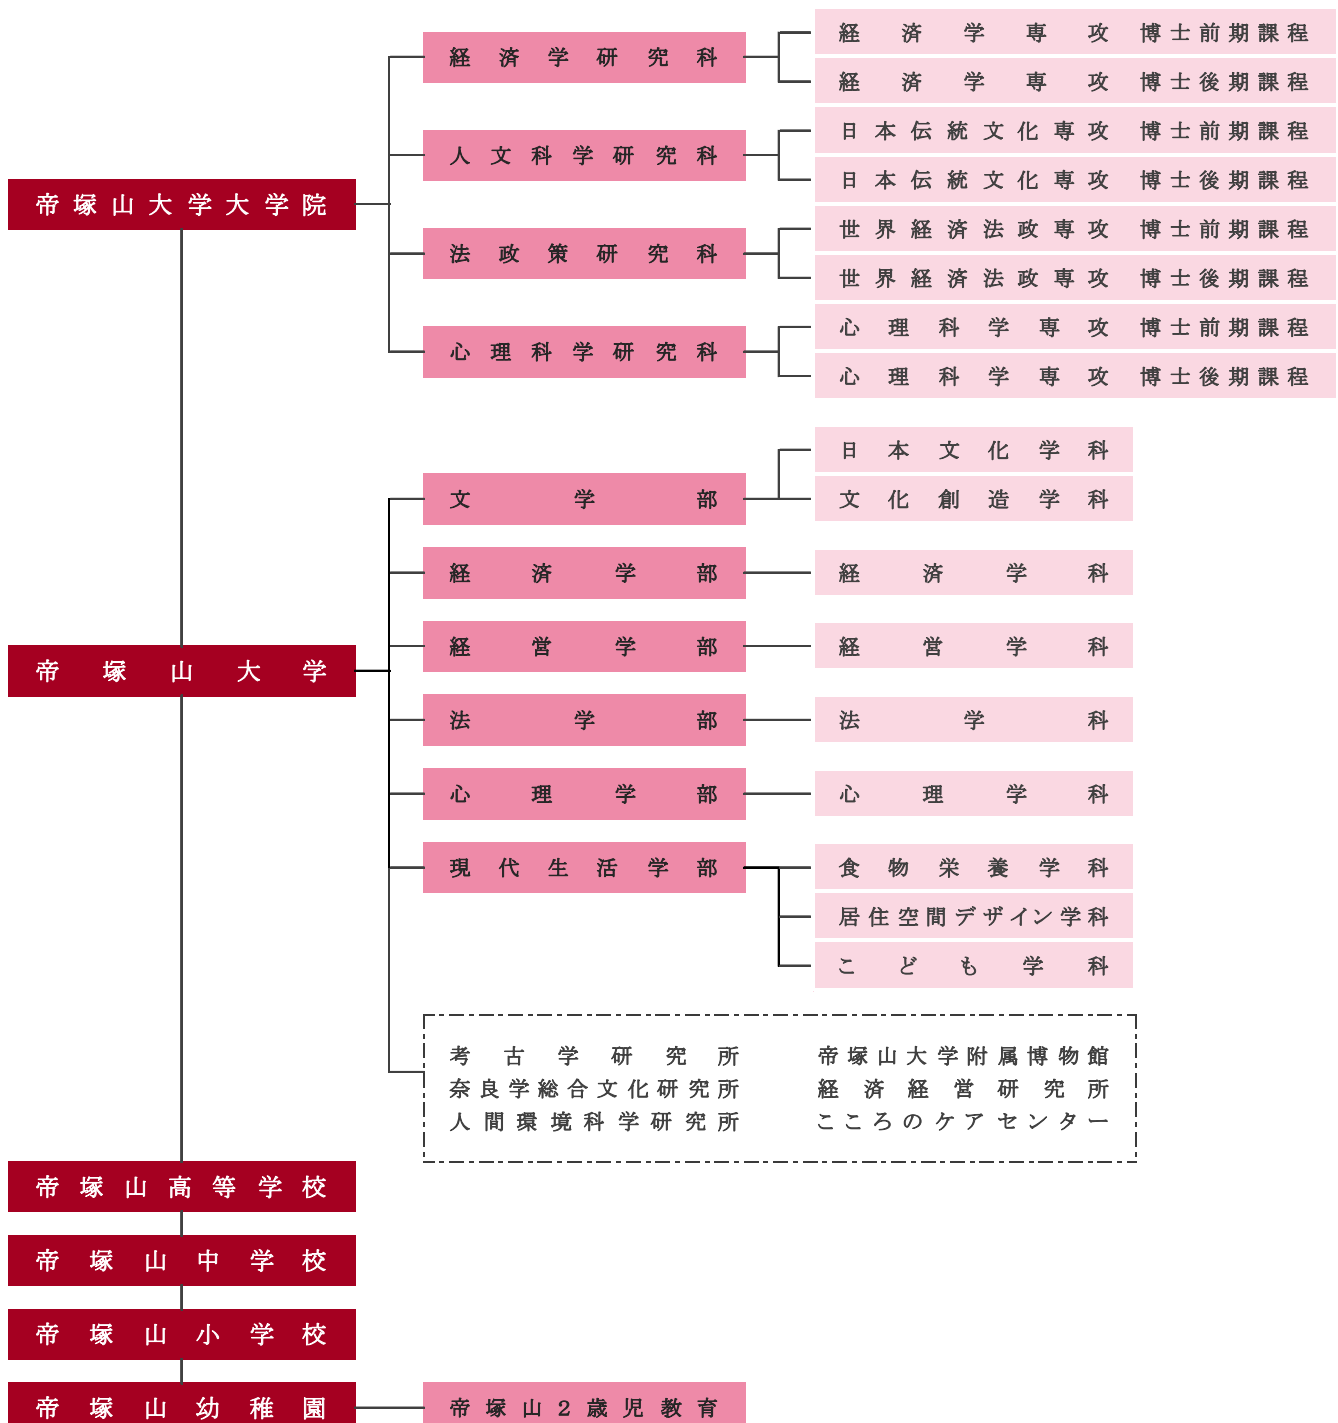 帝塚山大学大学院
経済学研究科
経済学専攻 博士前期課程
経済学専攻 博士後期課程
人文科学研究科
日本伝統文化専攻 博士前期課程
日本伝統文化専攻 博士後期課程
法政策研究科
世界経済法政専攻 博士前期課程
世界経済法政専攻 博士後期課程
心理科学研究科
心理科学専攻 博士前期課程
心理科学専攻 博士後期課程
帝塚山大学
文学部
日本文化学科
文化創造学科
経済学部
経済学科
経営学部
経営学科
法学部
法学科
心理学部
心理学科
現代生活学部
食物栄養学科
居住空間デザイン学科
こども学科
考古学研究所 帝塚山大学附属博物館
奈良学総合文化研究所 経済経営研究所
人間環境科学研究所 こころのケアセンター
帝塚山高等学校
帝塚山中学校
帝塚山小学校
帝塚山幼稚園
帝塚山2歳児教育